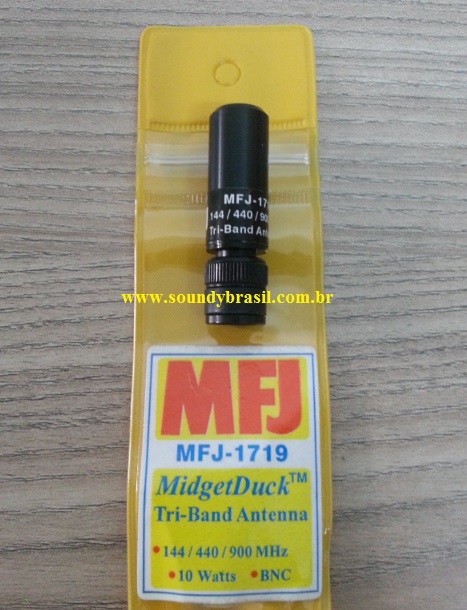 MFJ-17
144 / 440 / 90
Tri-Band Ant
www.soundybrasil.com.br
MFJ
MFJ-1719
MidgetDuck™
Tri-Band Antenna
• 144 / 440 / 900 MHz
• 10 Watts • BNC